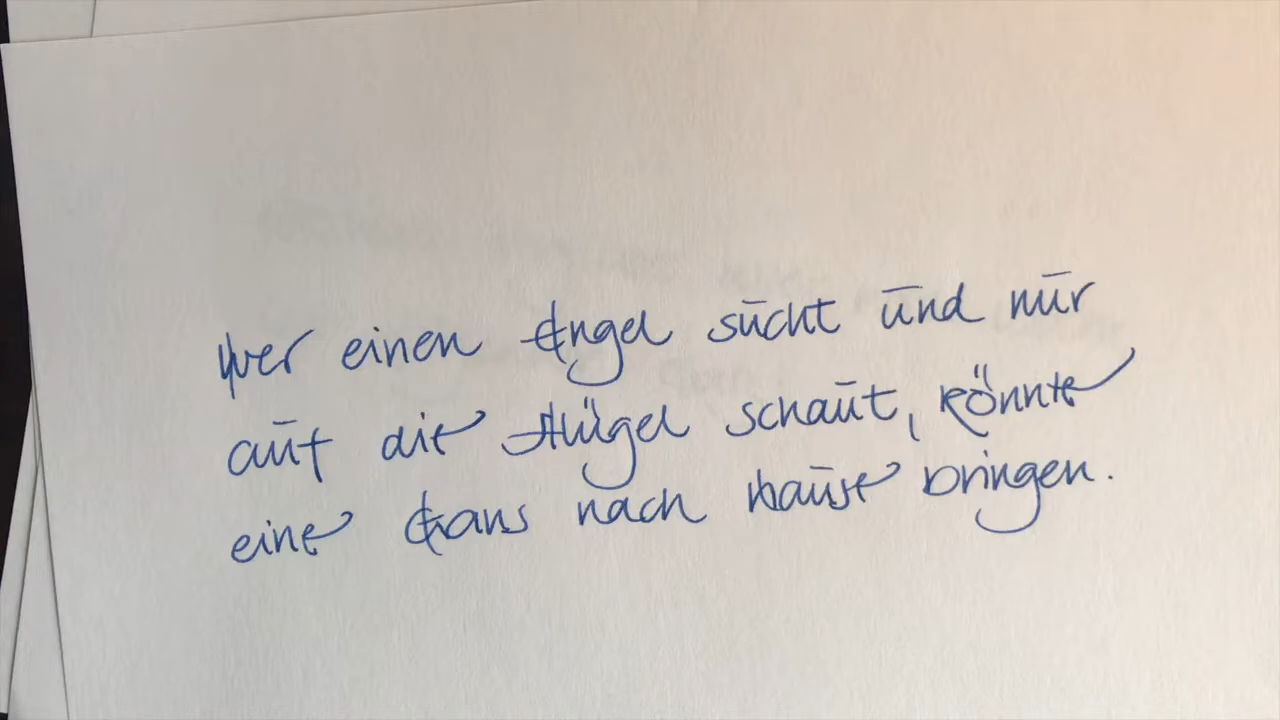 Wer einen Engel sucht und nur
auf die Flügel schaut, könnte
eine Gans nach Hause bringen.